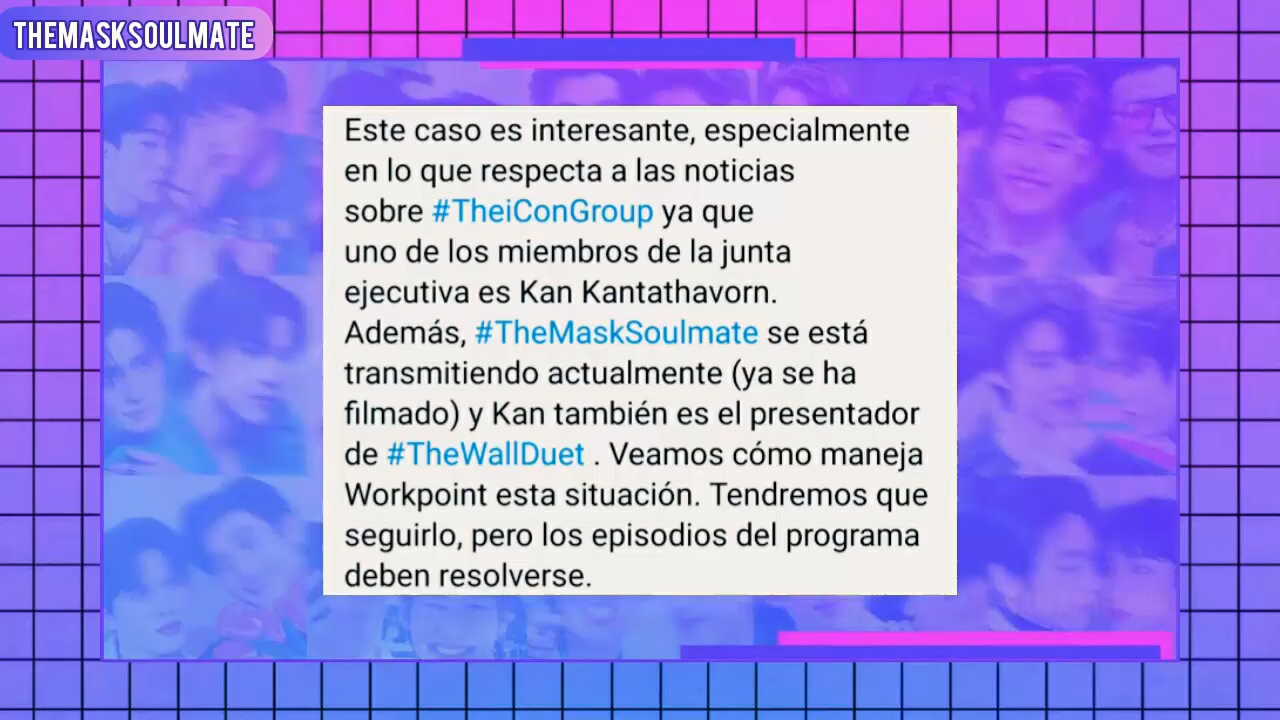 THEMASKSOULMATE
Este caso es interesante, especialmente
en lo que respecta a las noticias
sobre #TheiConGroup ya que
uno de los miembros de la junta
ejecutiva es Kan Kantathavorn.
Además, #TheMaskSoulmate se está
transmitiendo actualmente (ya se ha
filmado) y Kan también es el presentador
de #TheWallDuet . Veamos cómo maneja
Workpoint esta situación. Tendremos que
seguirlo, pero los episodios del programa
deben resolverse.